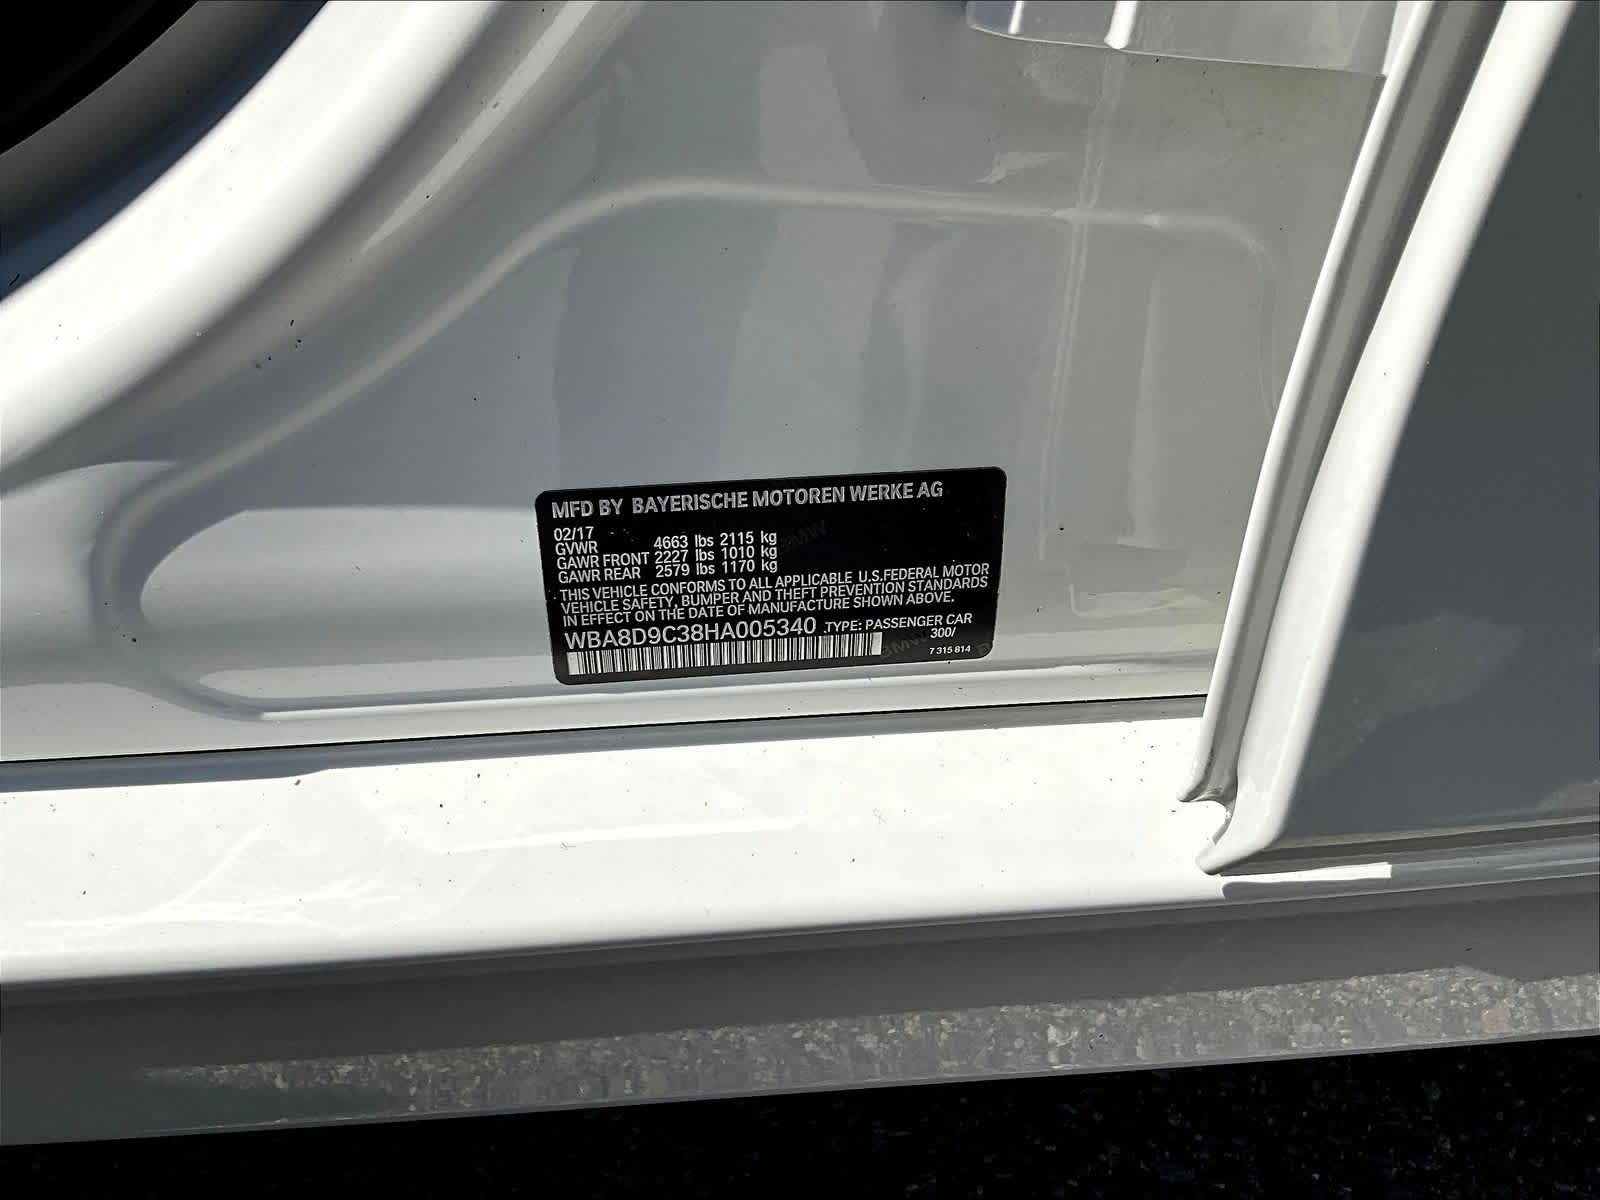 MFD BY BAYERISCHE MOTOREN WERKE AG
02/17
GVWR 4663 lbs 2115 kg
GAWR FRONT 2227 lbs 1010 kg
GAWR REAR 2579 lbs 1170 kg
THIS VEHICLE CONFORMS TO ALL APPLICABLE U.S.FEDERAL MOTOR
VEHICLE SAFETY, BUMPER AND THEFT PREVENTION STANDARDS
IN EFFECT ON THE DATE OF MANUFACTURE SHOWN ABOVE.
WBA8D9C38HA005340 TYPE: PASSENGER CAR
300/
7 315 814
BMW
BMW